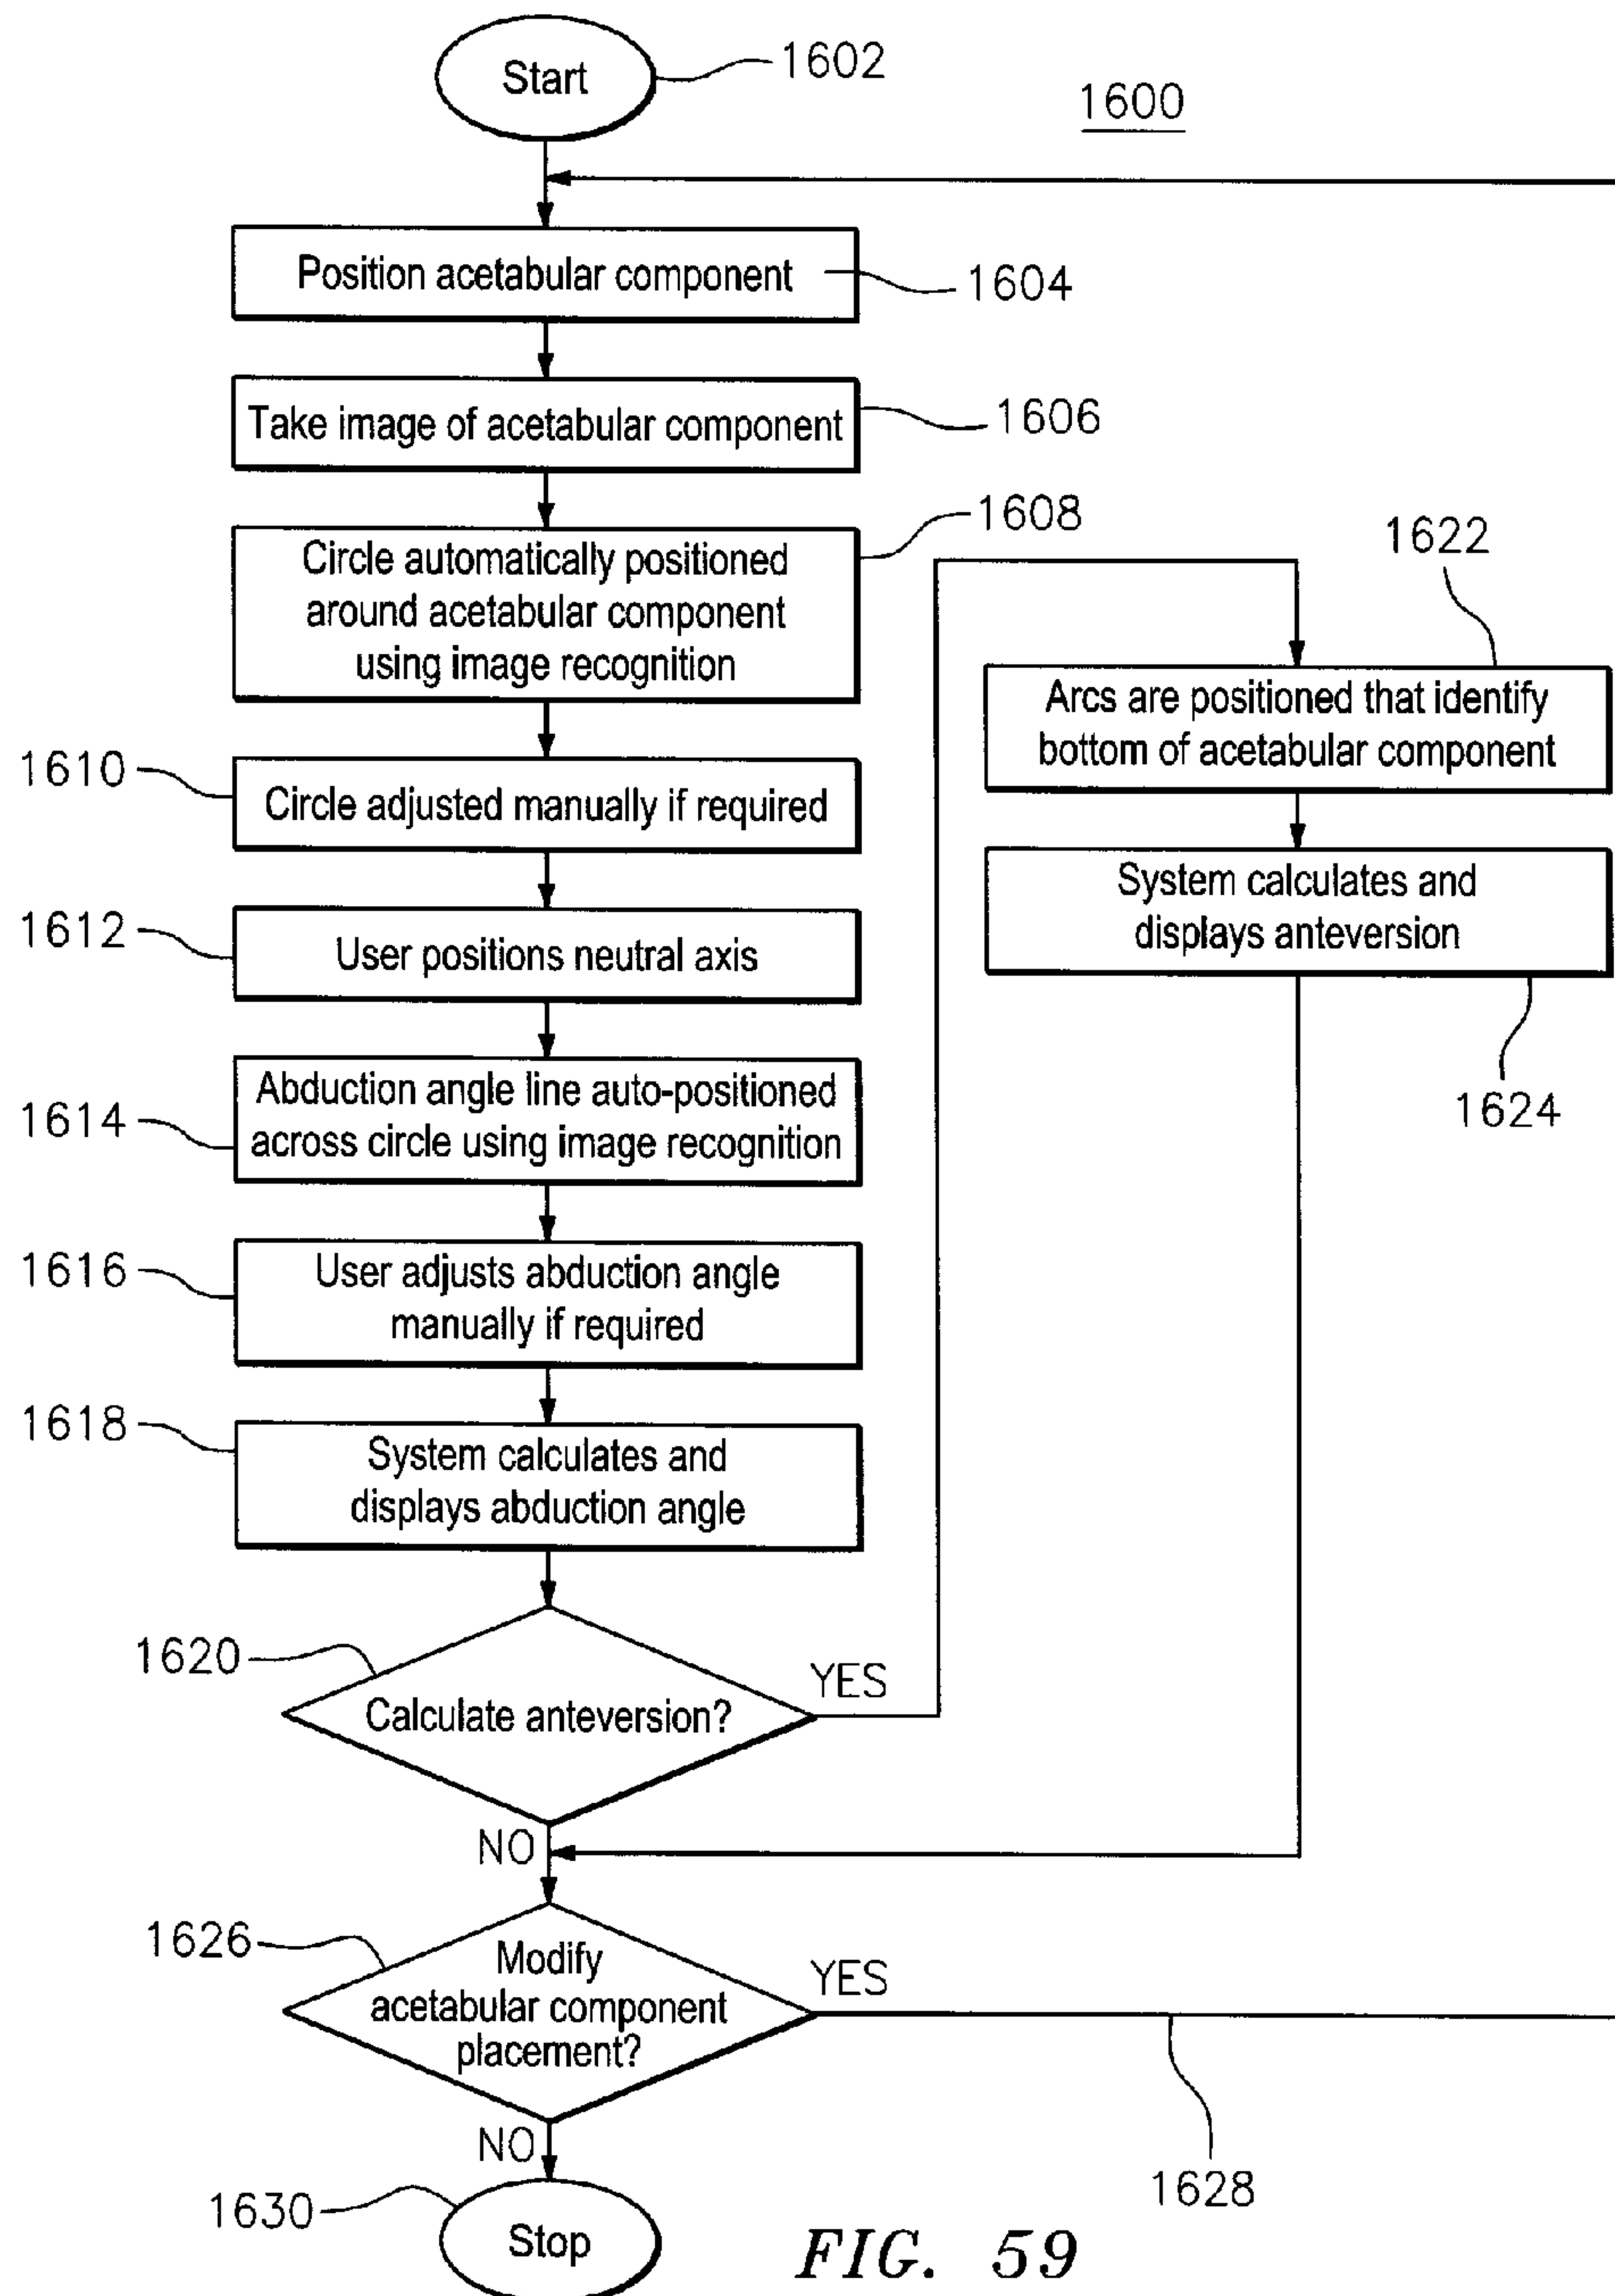 Start
1602
1600
Position acetabular component
1604
Take image of acetabular component
1606
Circle automatically positioned
around acetabular component
using image recognition
1608
1610
Circle adjusted manually if required
1612
User positions neutral axis
1614
Abduction angle line auto-positioned
across circle using image recognition
1616
User adjusts abduction angle
manually if required
1618
System calculates and
displays abduction angle
1620
Calculate anteversion?
YES
NO
1622
Arcs are positioned that identify
bottom of acetabular component
System calculates and
displays anteversion
1624
1626
Modify
acetabular component
placement?
YES
1628
NO
1630
Stop
FIG. 59